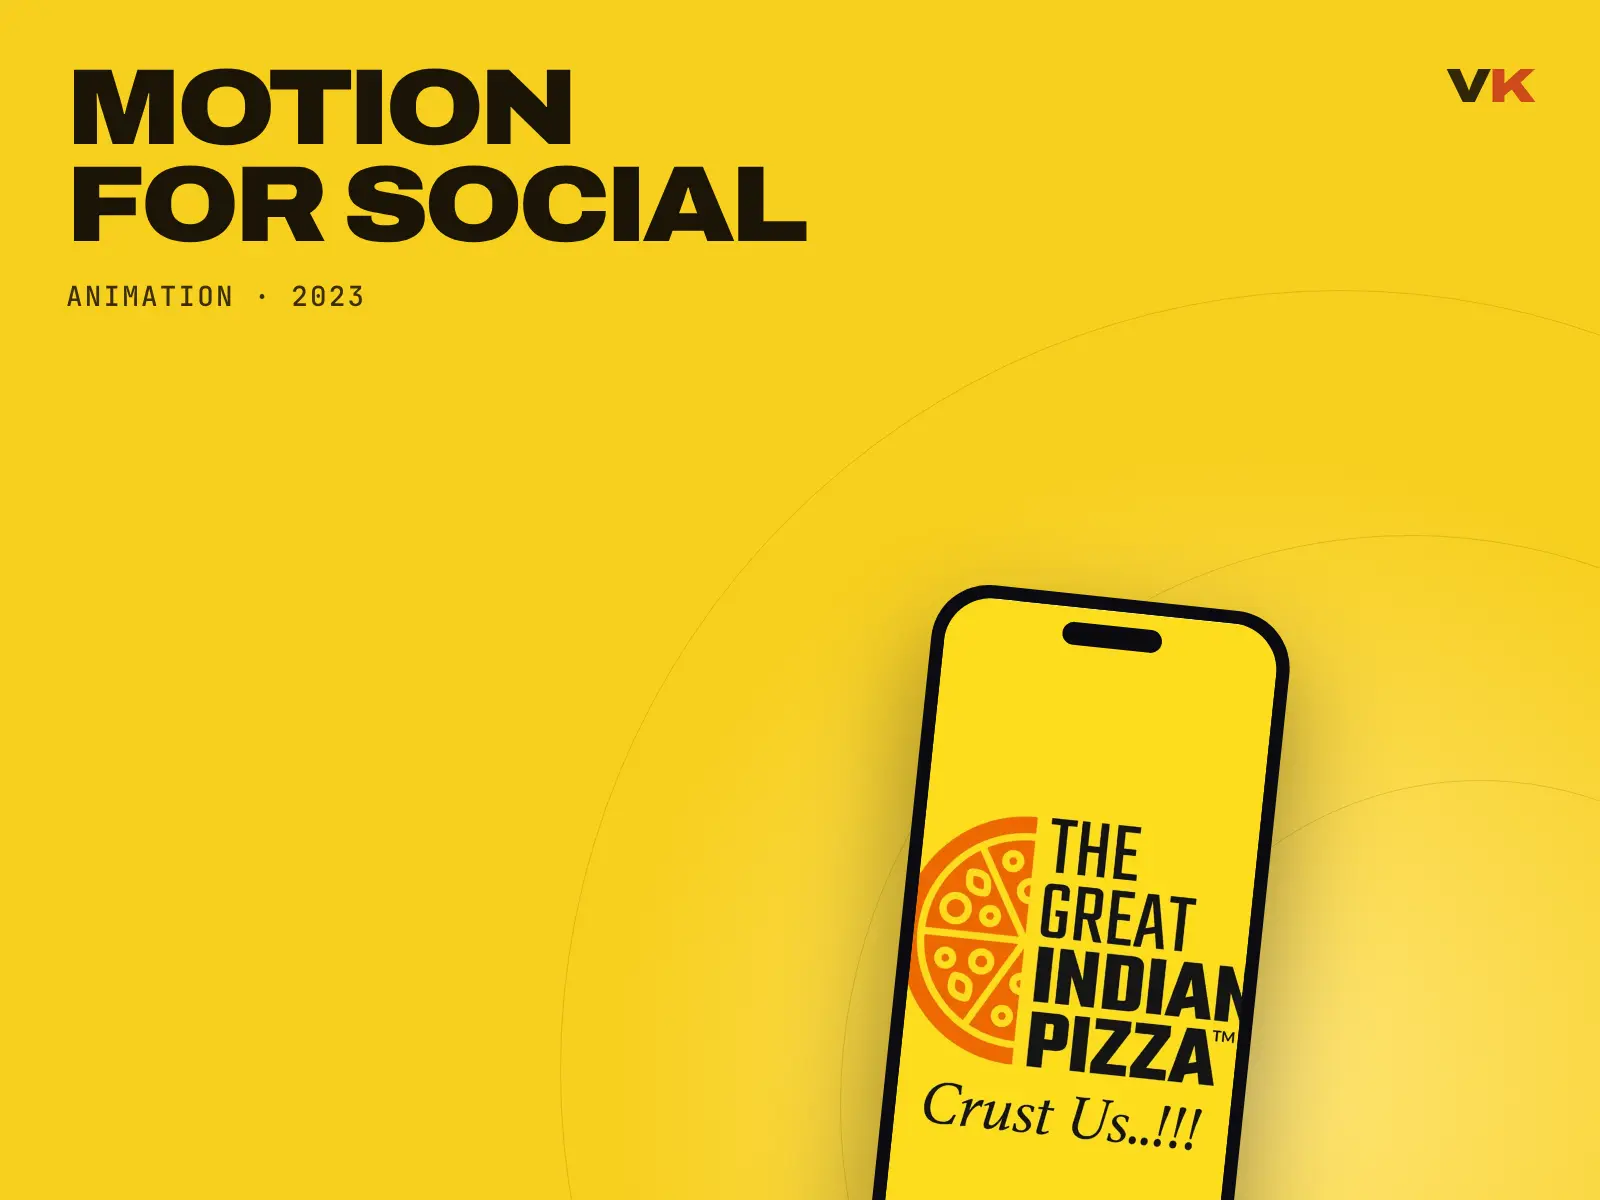 MOTION
FOR SOCIAL
VK
ANIMATION · 2023
THE
GREAT
INDIAN
PIZZA™
Crust Us..!!!